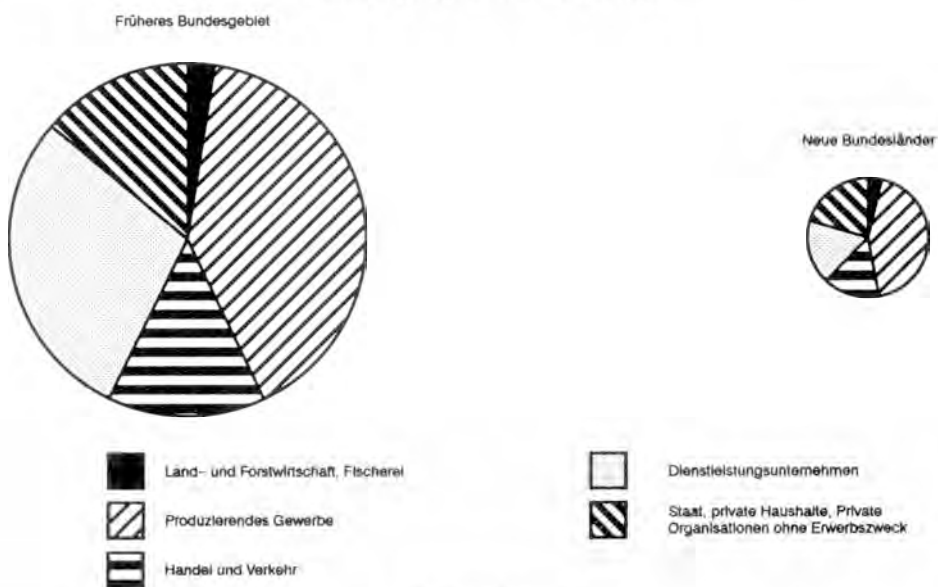 Früheres Bundesgebiet
Neue Bundesländer
Land- und Forstwirtschaft, Fischerei
Produzierendes Gewerbe
Handel und Verkehr
Dienstleistungsunternehmen
Staat, private Haushalte, Private
Organisationen ohne Erwerbszweck